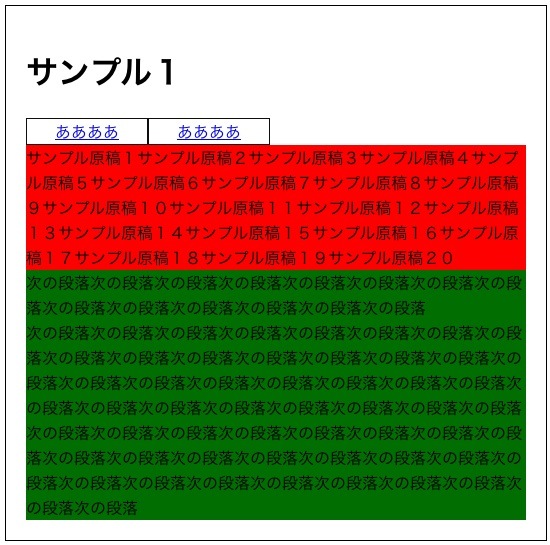 サンプル１
ああああ ああああ
サンプル原稿１サンプル原稿２サンプル原稿３サンプル原稿４サンプ
ル原稿５サンプル原稿６サンプル原稿７サンプル原稿８サンプル原稿
９サンプル原稿１０サンプル原稿１１サンプル原稿１２サンプル原稿
１３サンプル原稿１４サンプル原稿１５サンプル原稿１６サンプル原
稿１７サンプル原稿１８サンプル原稿１９サンプル原稿２０
次の段落次の段落次の段落次の段落次の段落次の段落次の段落次の段
落次の段落次の段落次の段落次の段落次の段落次の段落
次の段落次の段落次の段落次の段落次の段落次の段落次の段落次の段
落次の段落次の段落次の段落次の段落次の段落次の段落次の段落次の
段落次の段落次の段落次の段落次の段落次の段落次の段落次の段落次
の段落次の段落次の段落次の段落次の段落次の段落次の段落次の段落
次の段落次の段落次の段落次の段落次の段落次の段落次の段落次の段
落次の段落次の段落次の段落次の段落次の段落次の段落次の段落次の
段落次の段落次の段落次の段落次の段落次の段落次の段落次の段落次
の段落次の段落